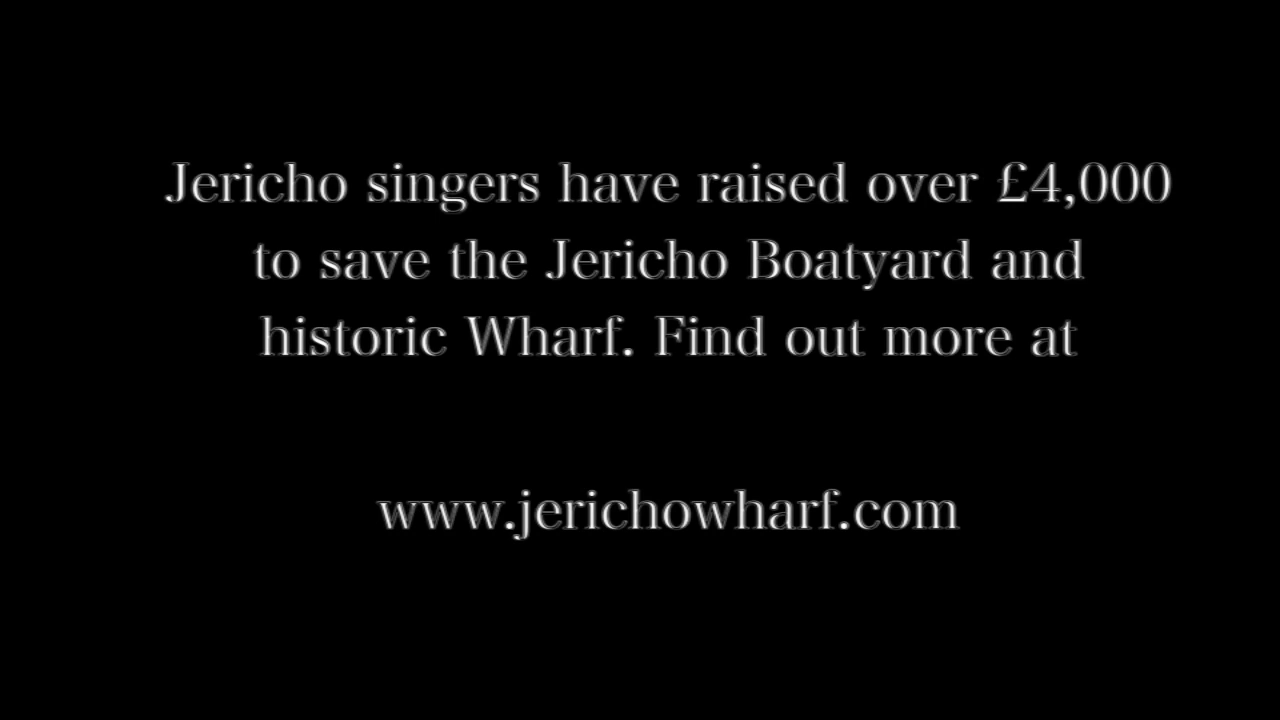 Jericho singers have raised over £4,000
to save the Jericho Boatyard and
historic Wharf. Find out more at
www.jerichowharf.com